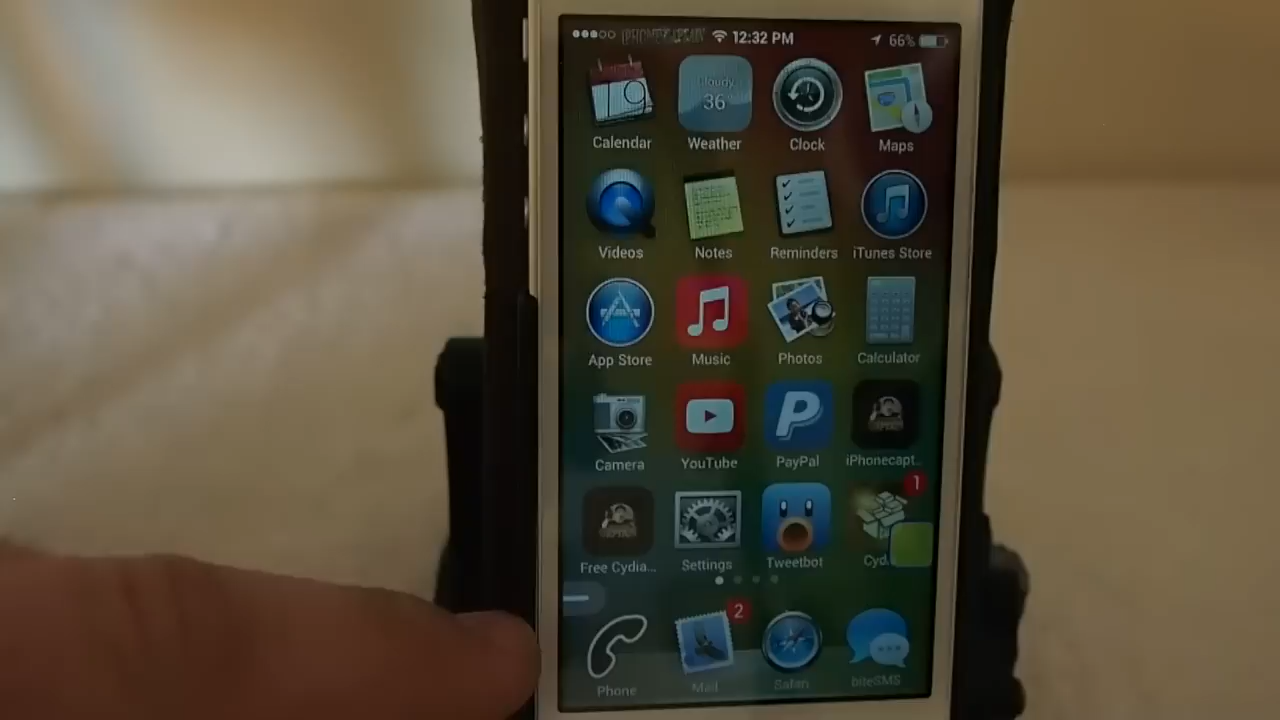 12:32 PM 66%
19 Cloudy 36°
Calendar Weather Clock Maps
Videos Notes Reminders iTunes Store
App Store Music Photos Calculator
Camera YouTube PayPal iPhonecapt...
1
Free Cydia... Settings Tweetbot Cyd
2
Phone Mail Safari biteSMS